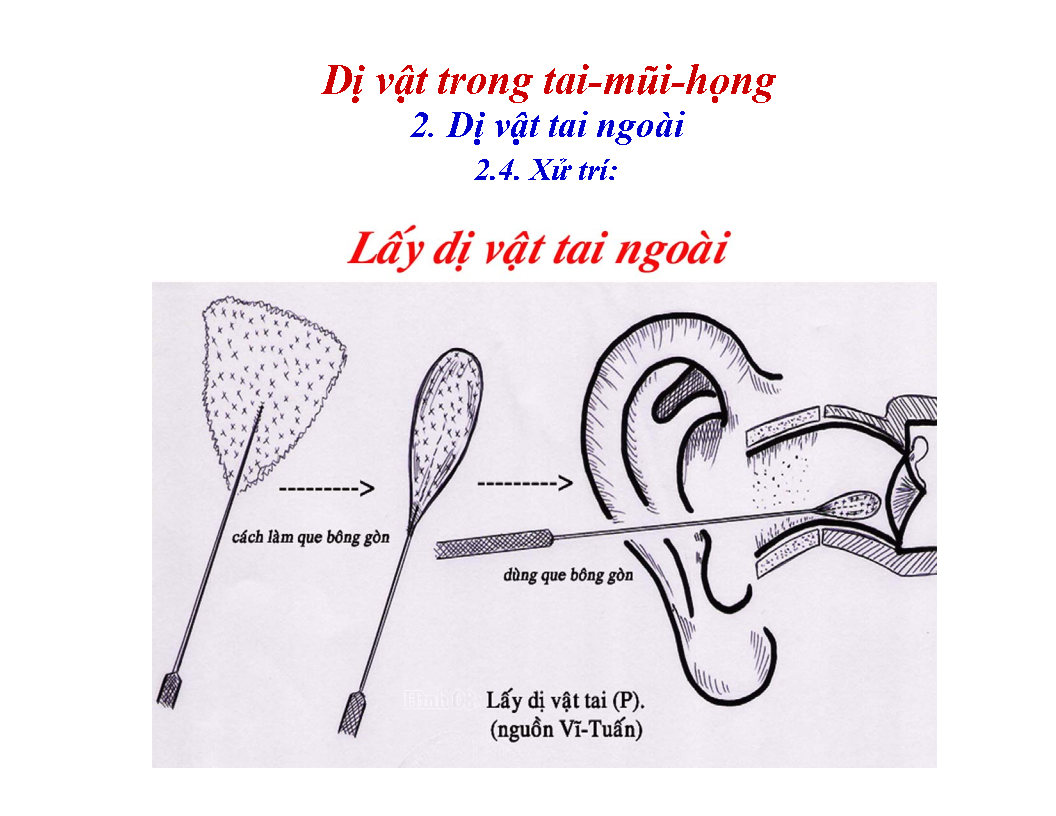 Dị vật trong tai-mũi-họng
2. Dị vật tai ngoài
2.4. Xử trí:
Lấy dị vật tai ngoài
---------> 
--------->
cách làm que bông gòn
dùng que bông gòn
Lấy dị vật tai (P).
(nguồn Vĩ-Tuấn)